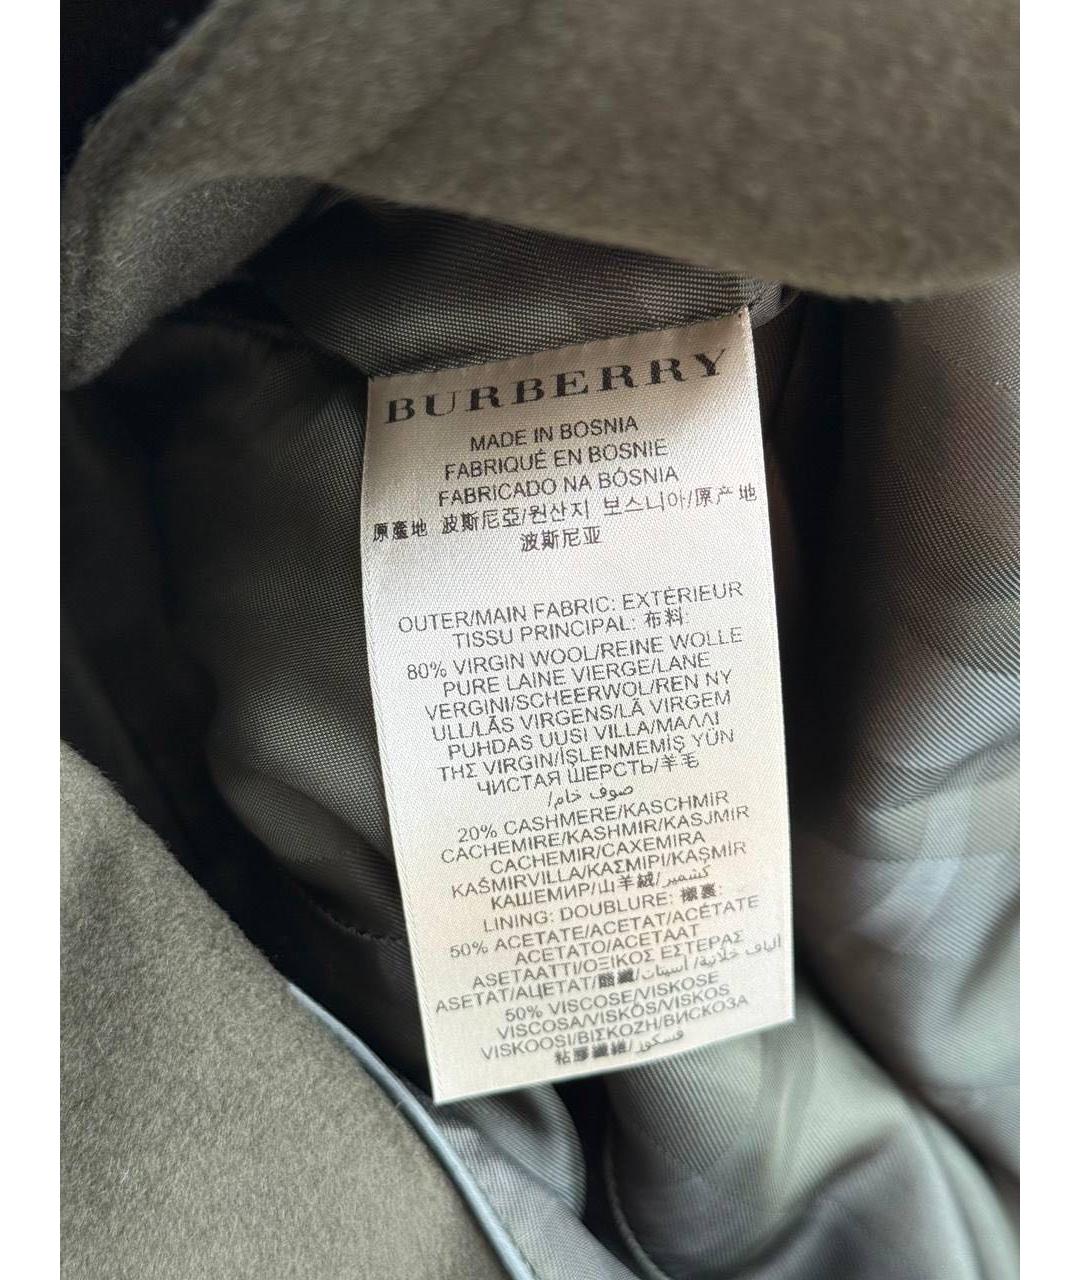 BURBERRY
MADE IN BOSNIA
FABRIQUÉ EN BOSNIE
FABRICADO NA BÓSNIA
原產地 波斯尼亞/원산지 보스니아/原产地
波斯尼亚
OUTER/MAIN FABRIC: EXTÉRIEUR
TISSU PRINCIPAL: 布料:
80% VIRGIN WOOL/REINE WOLLE
PURE LAINE VIERGE/LANE
VERGINI/SCHEERWOL/REN NY
ULL/LÃS VIRGENS/LÃ VIRGEM
PUHDAS UUSI VILLA/ΜΑΛΛΙ
ΤΗΣ VIRGIN/İŞLENMEMİŞ YÜN
ЧИСТАЯ ШЕРСТЬ/羊毛
/صوف خام
20% CASHMERE/KASCHMIR
CACHEMIRE/KASHMIR/KASJMIR
CACHEMIR/CAXEMIRA
KAŠMIRVILLA/ΚΑΣΜΙΡΙ/KAŞMİR
КАШЕМИР/山羊絨/كشمير
LINING: DOUBLURE: 襯裏:
50% ACETATE/ACETAT/ACÉTATE
ACETATO/ACETAAT
ASETAATTI/ΟΞΙΚΟΣ ΕΣΤΕΡΑΣ
ASETAT/АЦЕТАТ/醋纖/ألياف خلابية/أسيتات
50% VISCOSE/VISKOSE
VISCOSA/VISKÓS/VISKOS
VISKOOSI/ΒΙΣΚΟΖΗ/ВИСКОЗА
粘膠纖維/فسكوز